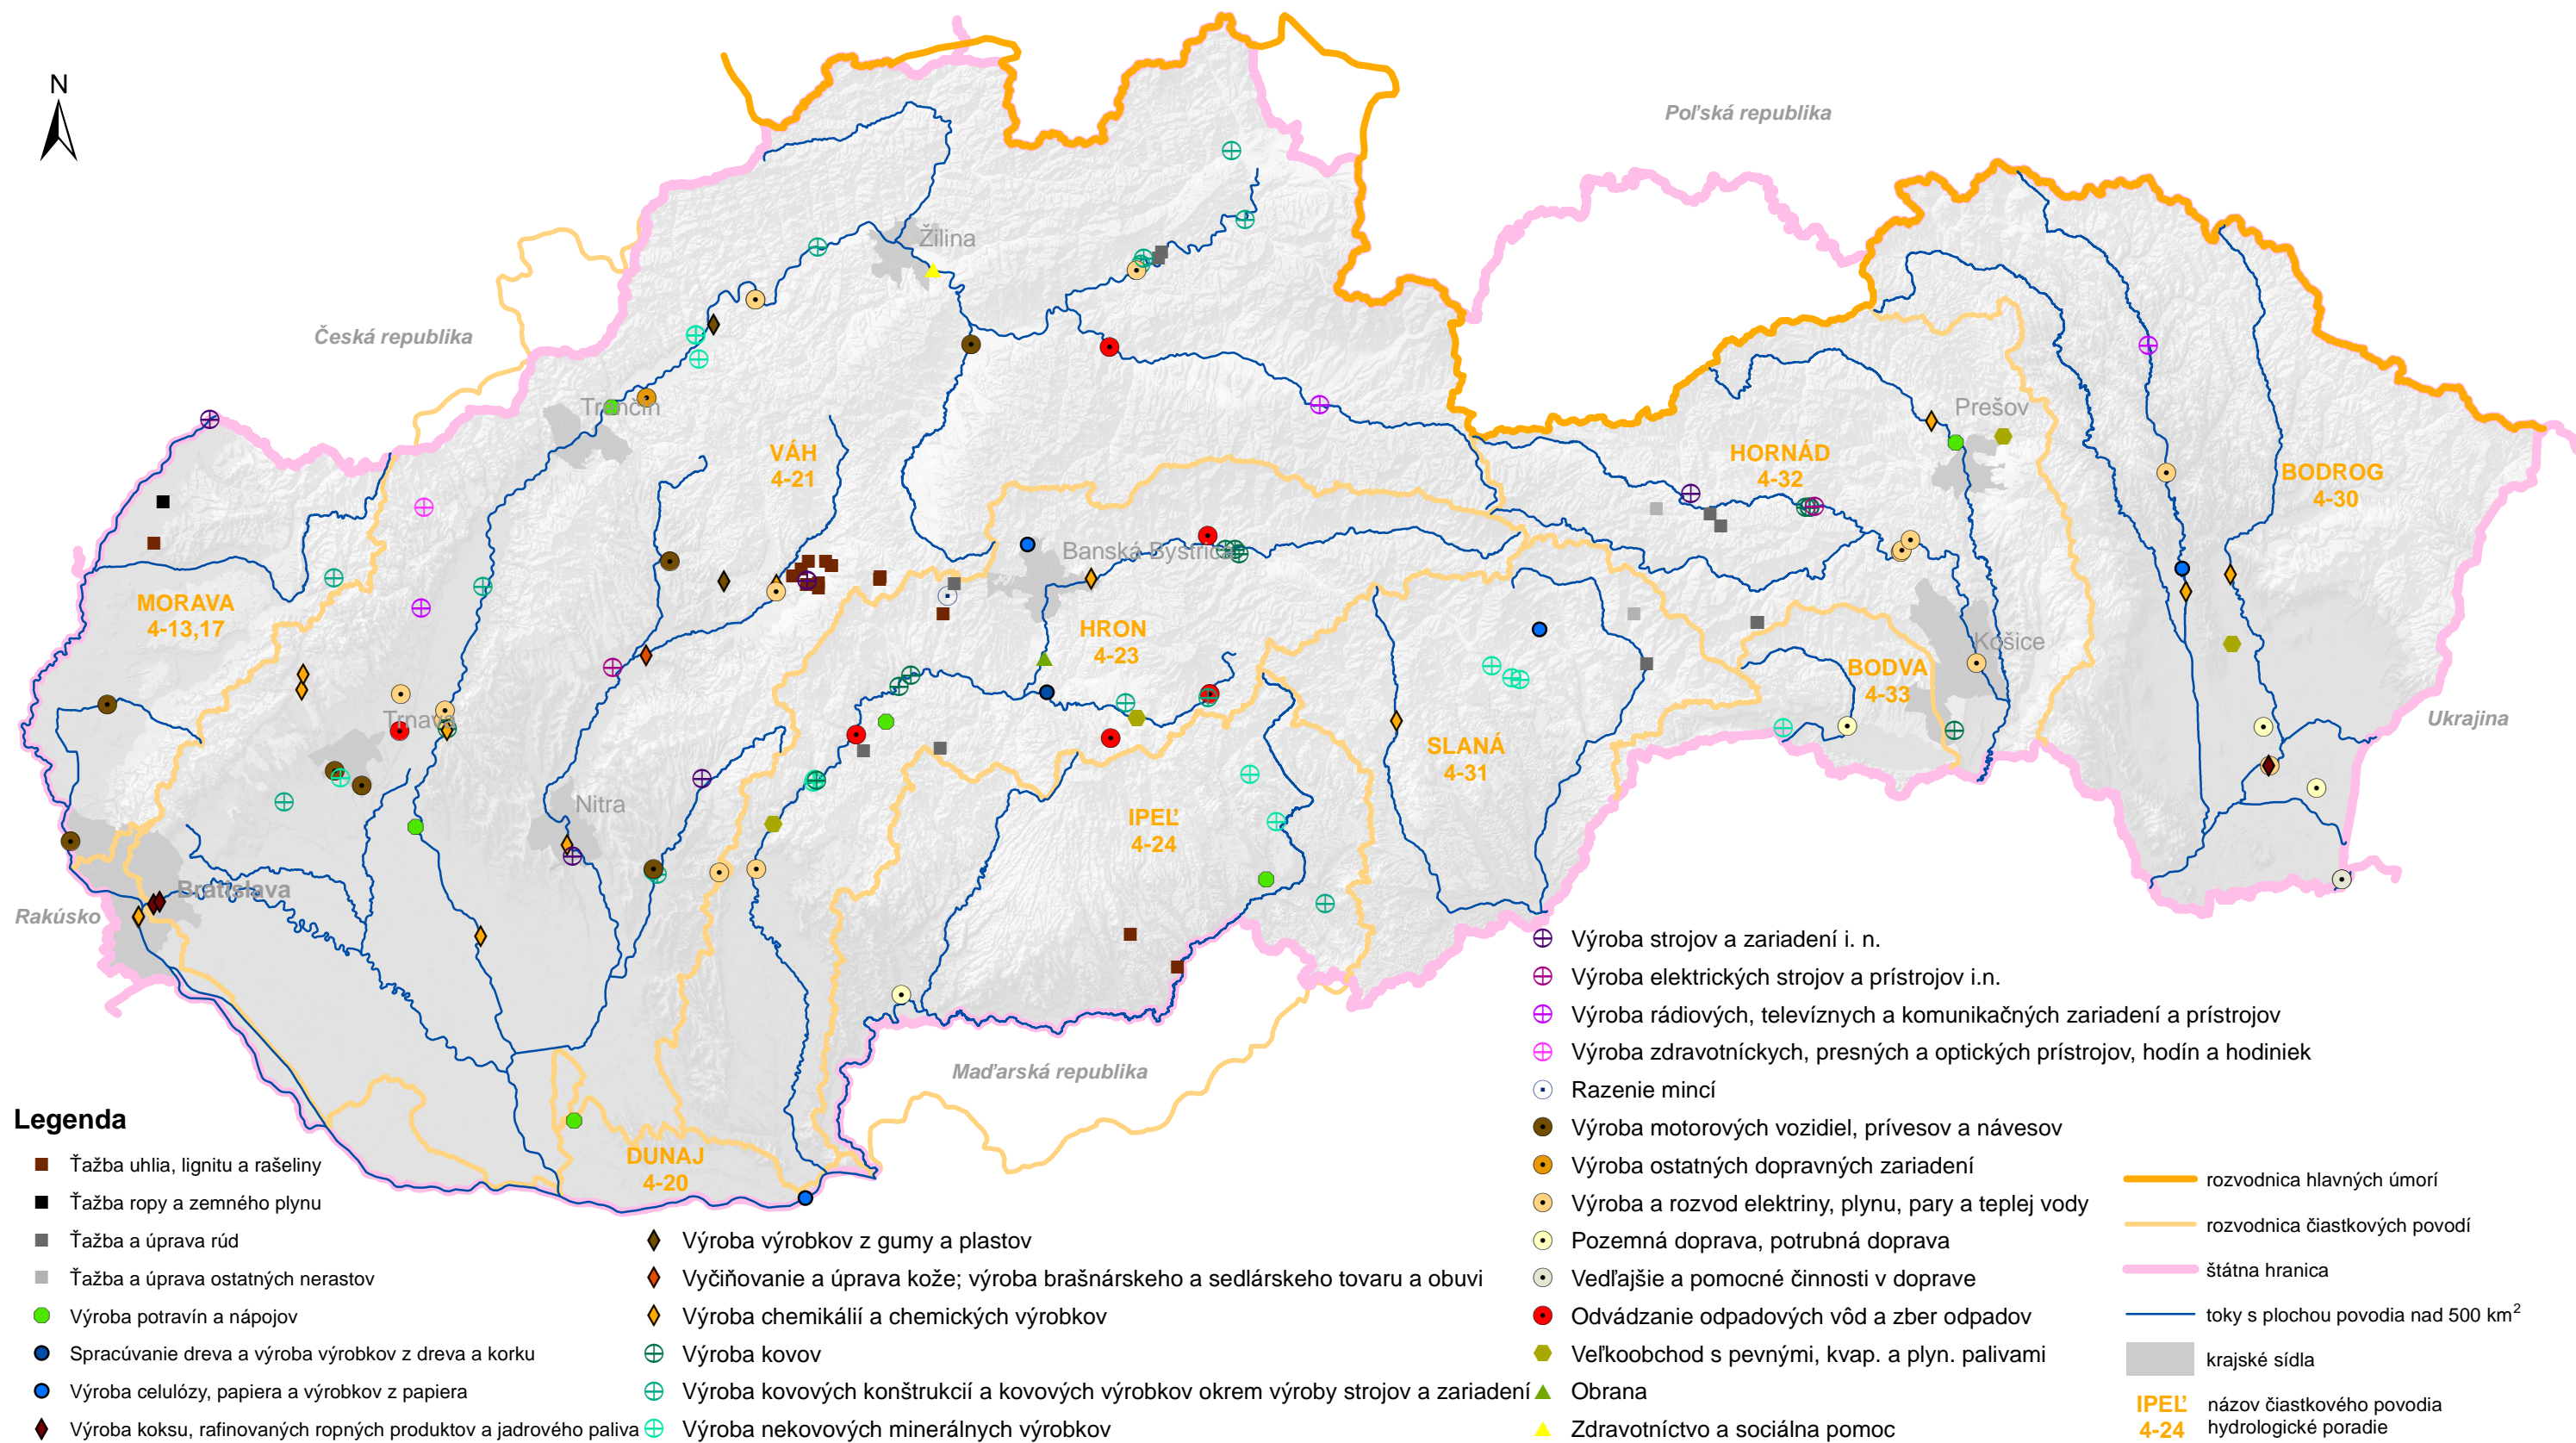 N
Poľská republika
Žilina
Česká republika
Trenčín
Prešov
VÁH
4-21
HORNÁD
4-32
BODROG
4-30
Banská Bystrica
MORAVA
4-13,17
HRON
4-23
Košice
BODVA
4-33
Trnava
Ukrajina
SLANÁ
4-31
Nitra
IPEĽ
4-24
Bratislava
Rakúsko
Maďarská republika
DUNAJ
4-20
Legenda
Ťažba uhlia, lignitu a rašeliny
Ťažba ropy a zemného plynu
Ťažba a úprava rúd
Ťažba a úprava ostatných nerastov
Výroba potravín a nápojov
Spracúvanie dreva a výroba výrobkov z dreva a korku
Výroba celulózy, papiera a výrobkov z papiera
Výroba koksu, rafinovaných ropných produktov a jadrového paliva
Výroba výrobkov z gumy a plastov
Vyčiňovanie a úprava kože; výroba brašnárskeho a sedlárskeho tovaru a obuvi
Výroba chemikálií a chemických výrobkov
Výroba kovov
Výroba kovových konštrukcií a kovových výrobkov okrem výroby strojov a zariadení
Výroba nekovových minerálnych výrobkov
Výroba strojov a zariadení i. n.
Výroba elektrických strojov a prístrojov i.n.
Výroba rádiových, televíznych a komunikačných zariadení a prístrojov
Výroba zdravotníckych, presných a optických prístrojov, hodín a hodiniek
Razenie mincí
Výroba motorových vozidiel, prívesov a návesov
Výroba ostatných dopravných zariadení
Výroba a rozvod elektriny, plynu, pary a teplej vody
Pozemná doprava, potrubná doprava
Vedľajšie a pomocné činnosti v doprave
Odvádzanie odpadových vôd a zber odpadov
Veľkoobchod s pevnými, kvap. a plyn. palivami
Obrana
Zdravotníctvo a sociálna pomoc
rozvodnica hlavných úmorí
rozvodnica čiastkových povodí
štátna hranica
toky s plochou povodia nad 500 km²
krajské sídla
IPEĽ názov čiastkového povodia
4-24 hydrologické poradie